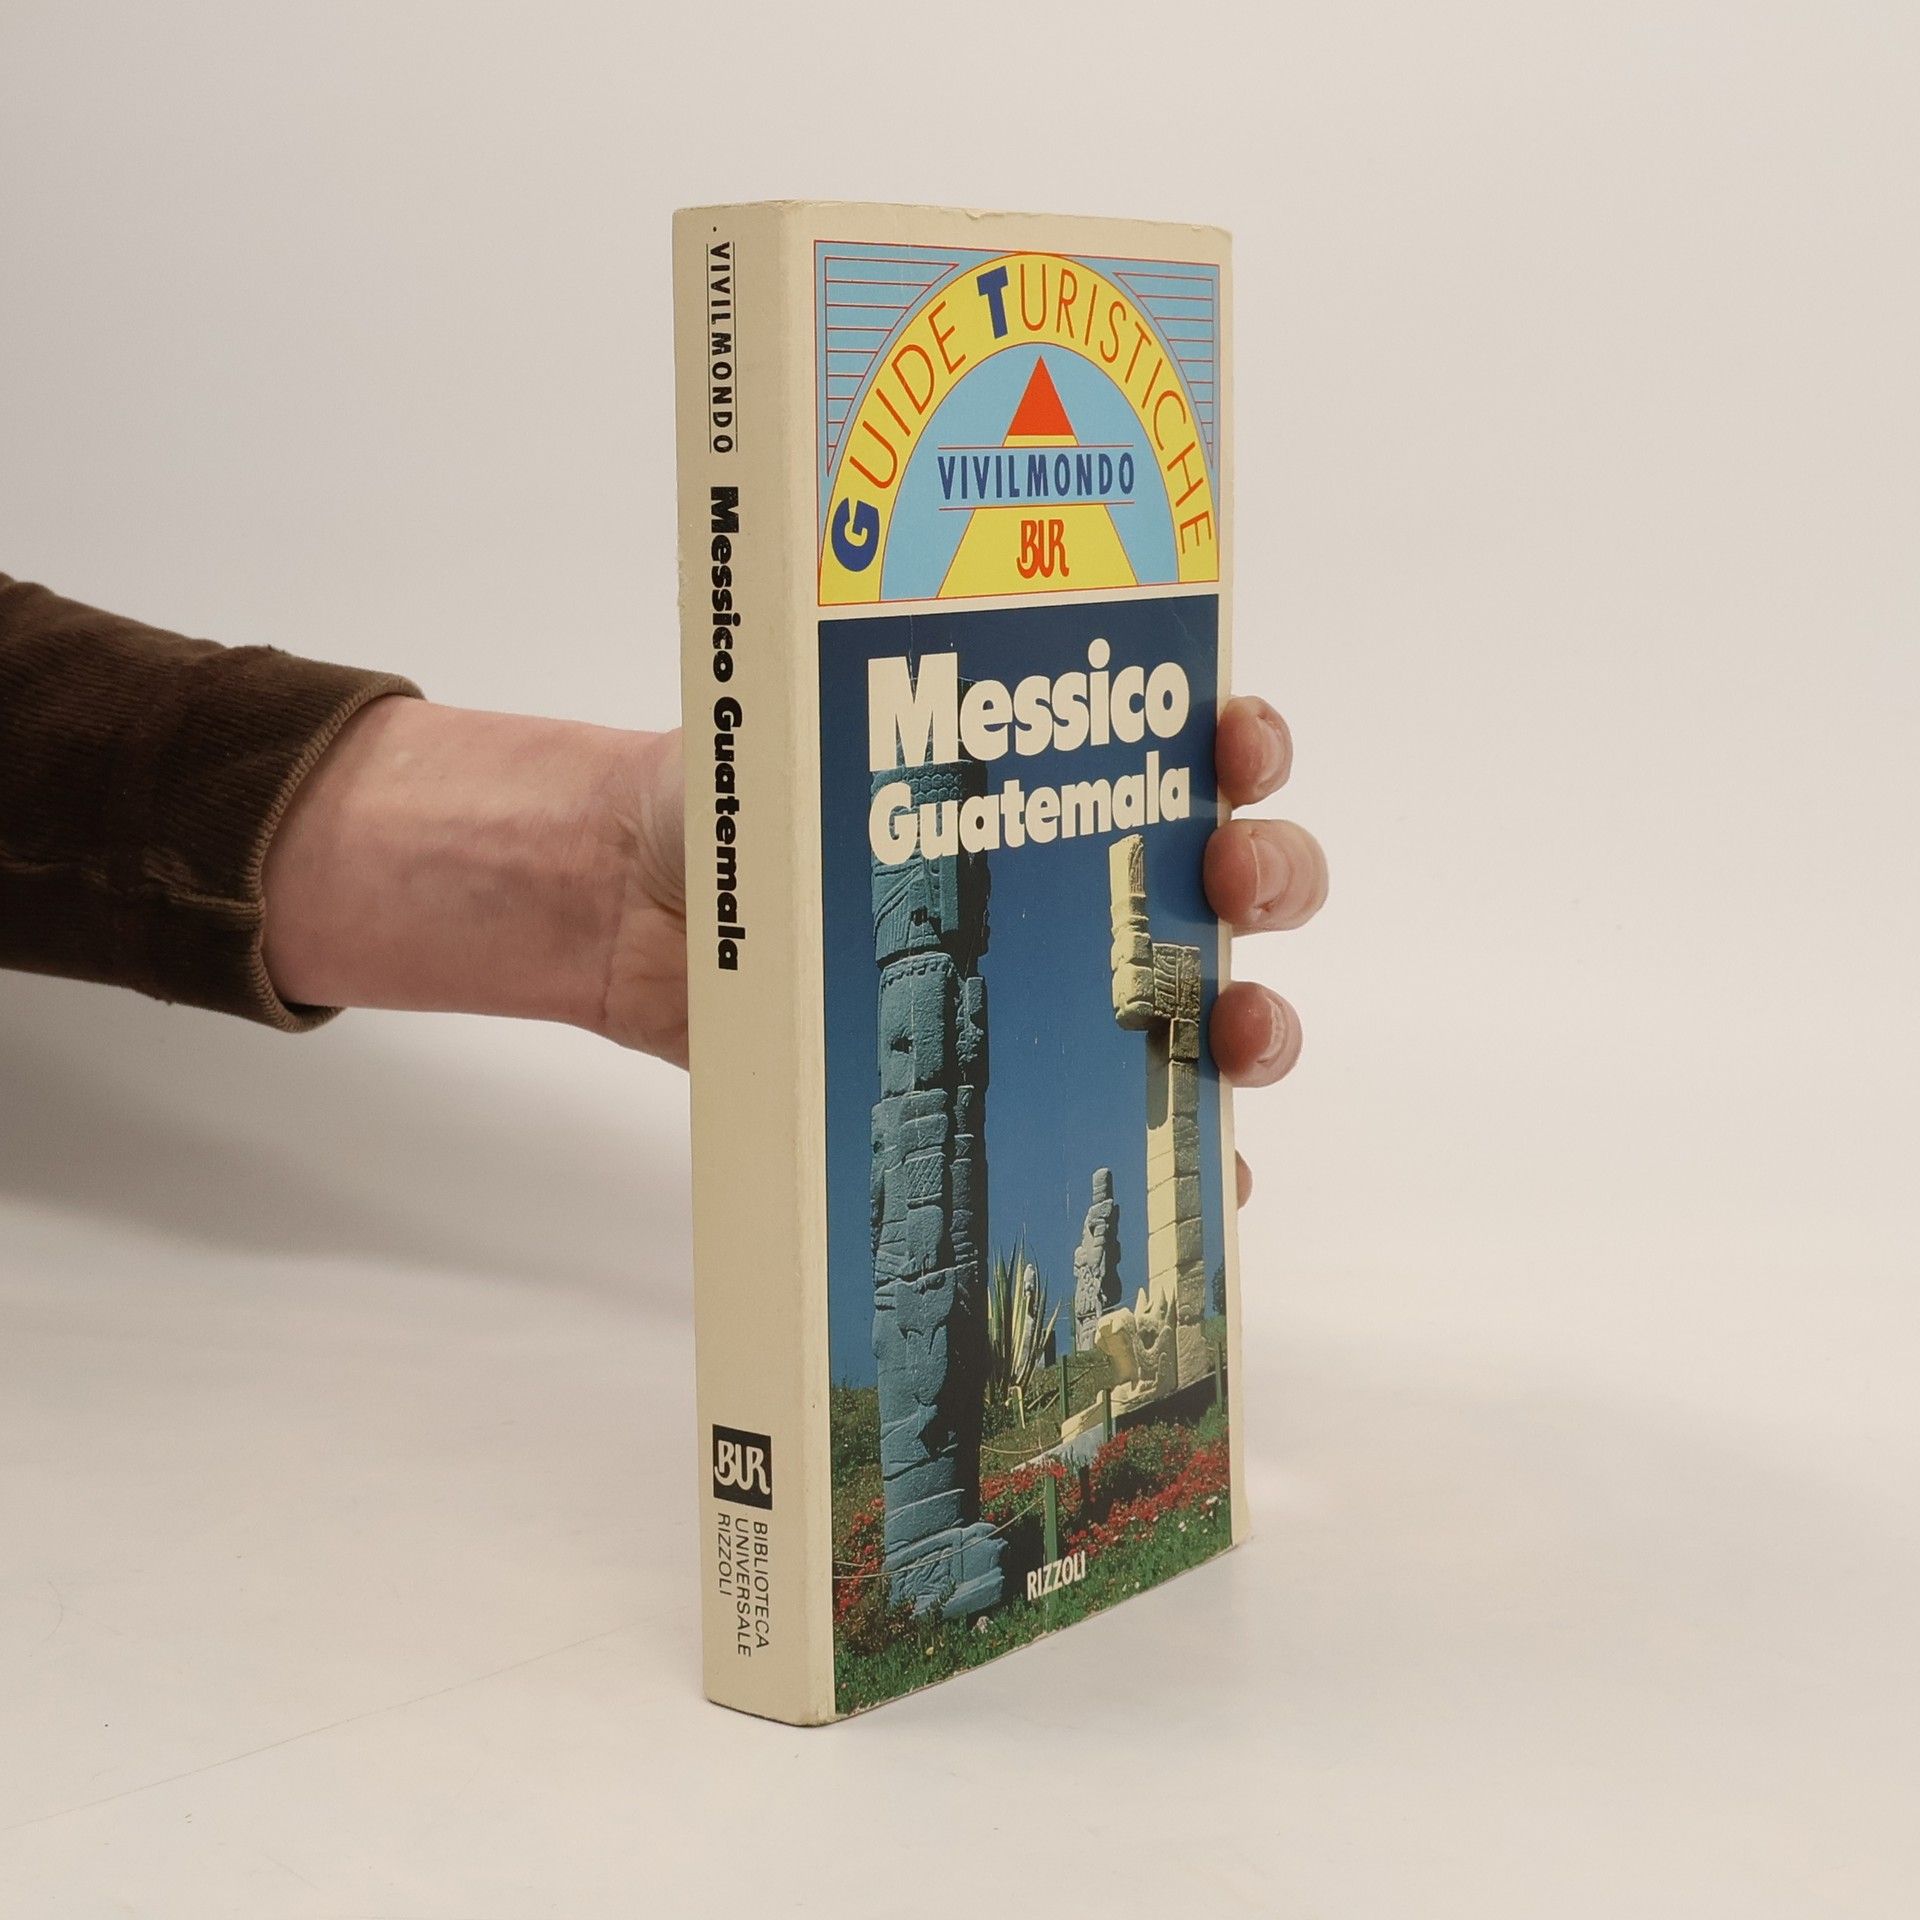 VIVILMONDO Messico Guatemala
BUR
BIBLIOTECA
UNIVERSALE
RIZZOLI
GUIDE TURISTICHE
VIVILMONDO
BUR
Messico
Guatemala
RIZZOLI